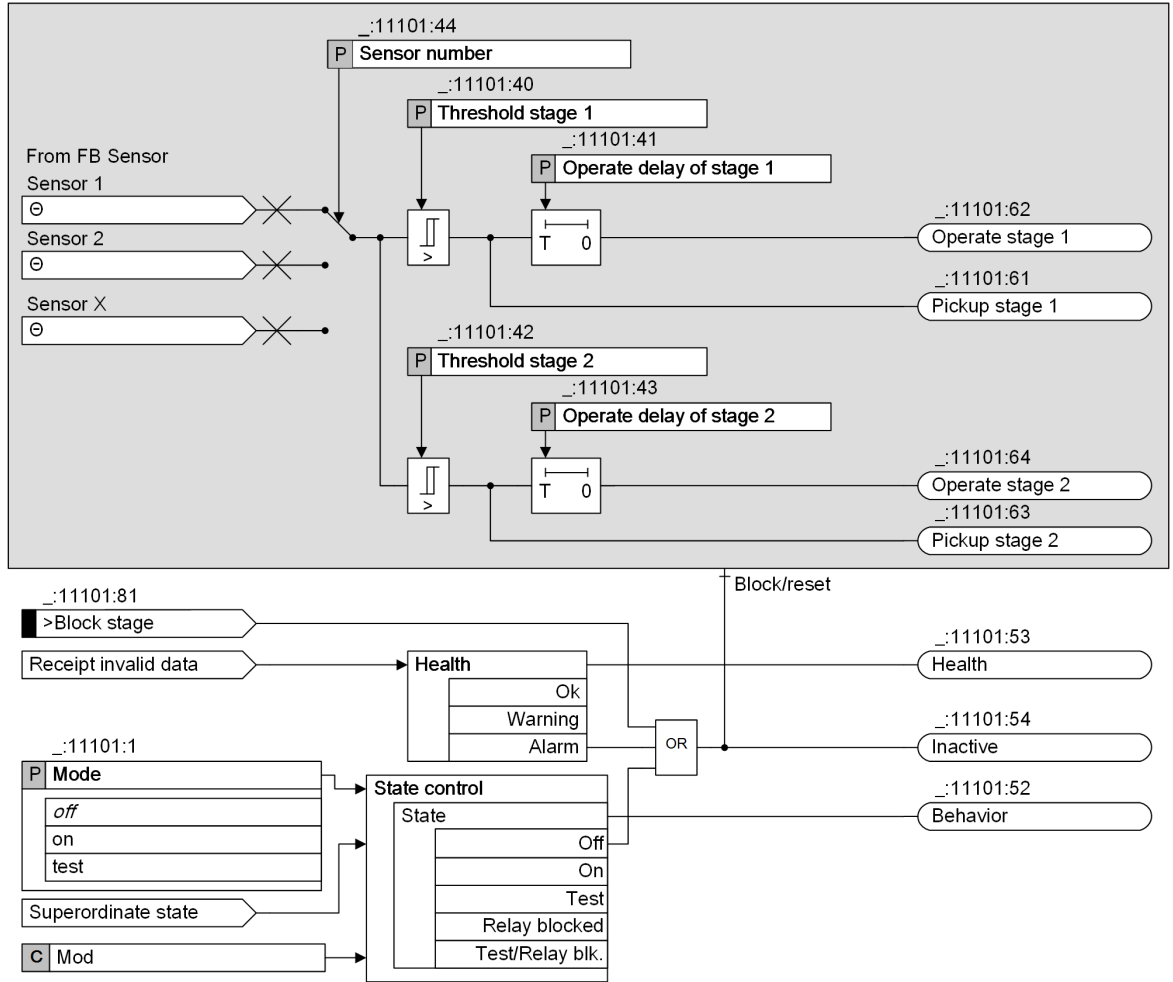 _:11101:44
P Sensor number
_:11101:40
P Threshold stage 1
_:11101:41
P Operate delay of stage 1
From FB Sensor
Sensor 1
Θ
Sensor 2
Θ
Sensor X
Θ
>
T 0
_:11101:62
Operate stage 1
_:11101:61
Pickup stage 1
_:11101:42
P Threshold stage 2
_:11101:43
P Operate delay of stage 2
>
T 0
_:11101:64
Operate stage 2
_:11101:63
Pickup stage 2
Block/reset
_:11101:81
>Block stage
Receipt invalid data
Health
Ok
Warning
Alarm
OR
_:11101:53
Health
_:11101:54
Inactive
_:11101:52
Behavior
_:11101:1
P Mode
off
on
test
Superordinate state
C Mod
State control
State
Off
On
Test
Relay blocked
Test/Relay blk.